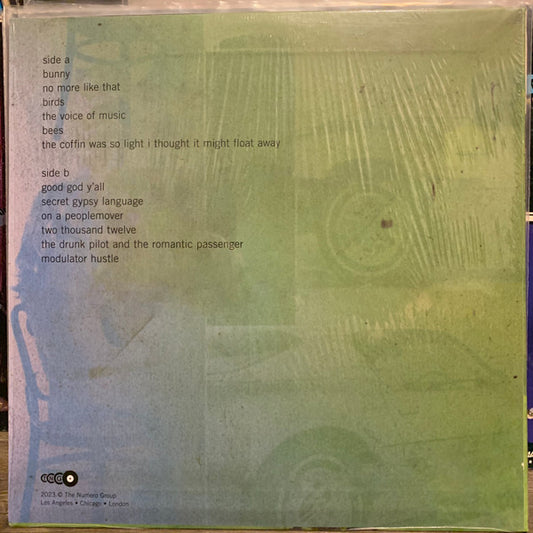 side a
bunny
no more like that
birds
the voice of music
bees
the coffin was so light i thought it might float away
side b
good god y'all
secret gypsy language
on a peoplemover
two thousand twelve
the drunk pilot and the romantic passenger
modulator hustle
2023 © The Numero Group
Los Angeles • Chicago • London